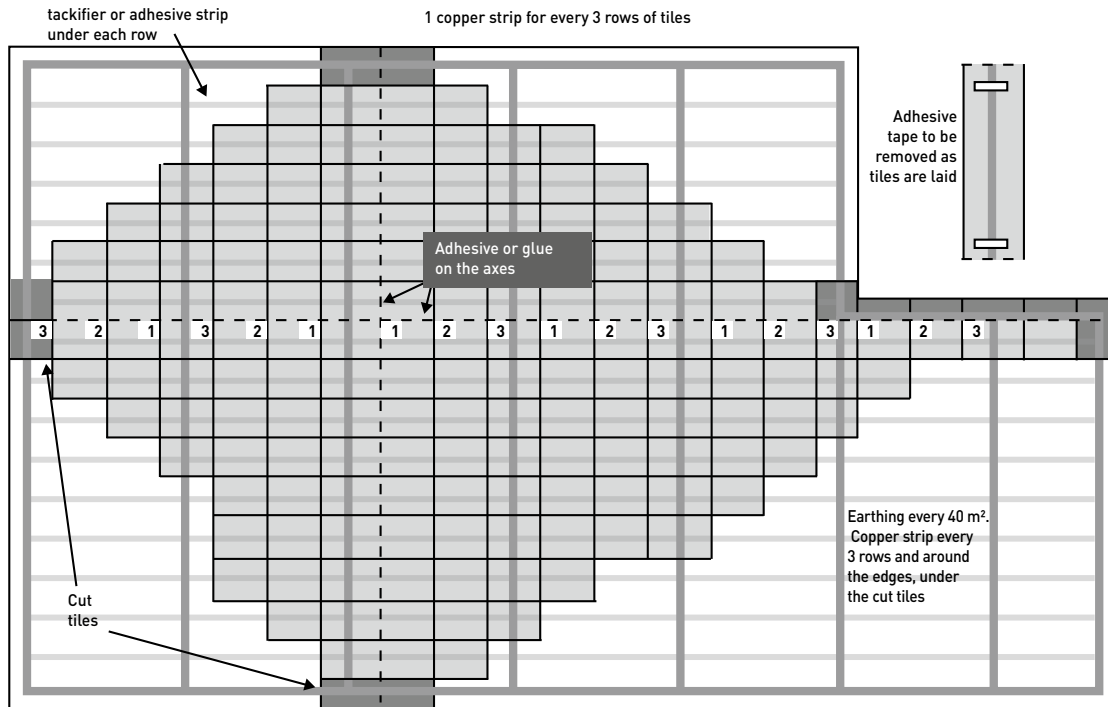 tackifier or adhesive strip
under each row
1 copper strip for every 3 rows of tiles
Adhesive
tape to be
removed as
tiles are laid
Adhesive or glue
on the axes
3 2 1 3 2 1 1 2 3 1 2 3 1 2 3 1 2 3
Earthing every 40 m².
Copper strip every
3 rows and around
the edges, under
the cut tiles
Cut
tiles